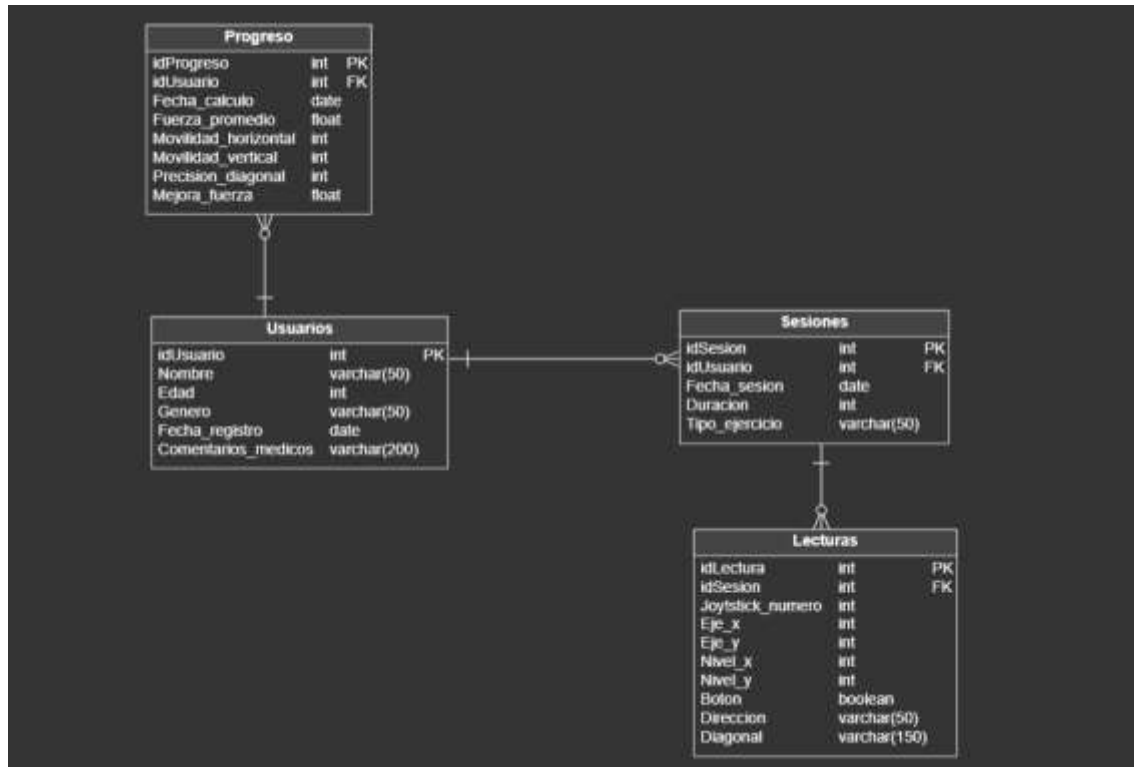 Progreso
idProgreso int PK
idUsuario int FK
Fecha_calculo date
Fuerza_promedio float
Movilidad_horizontal int
Movilidad_vertical int
Precision_diagonal int
Mejora_fuerza float
Usuarios
idUsuario int PK
Nombre varchar(50)
Edad int
Genero varchar(50)
Fecha_registro date
Comentarios_medicos varchar(200)
Sesiones
idSesion int PK
idUsuario int FK
Fecha_sesion date
Duracion int
Tipo_ejercicio varchar(50)
Lecturas
idLectura int PK
idSesion int FK
Joytstick_numero int
Eje_x int
Eje_y int
Nivel_x int
Nivel_y int
Boton boolean
Direccion varchar(50)
Diagonal varchar(150)